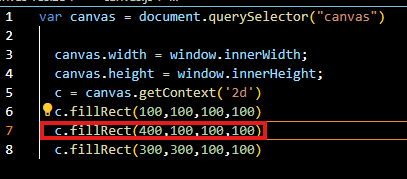 1 var canvas = document.querySelector("canvas")
2
3 canvas.width = window.innerWidth;
4 canvas.height = window.innerHeight;
5 c = canvas.getContext('2d')
6 c.fillRect(100,100,100,100)
7 c.fillRect(400,100,100,100)
8 c.fillRect(300,300,100,100)